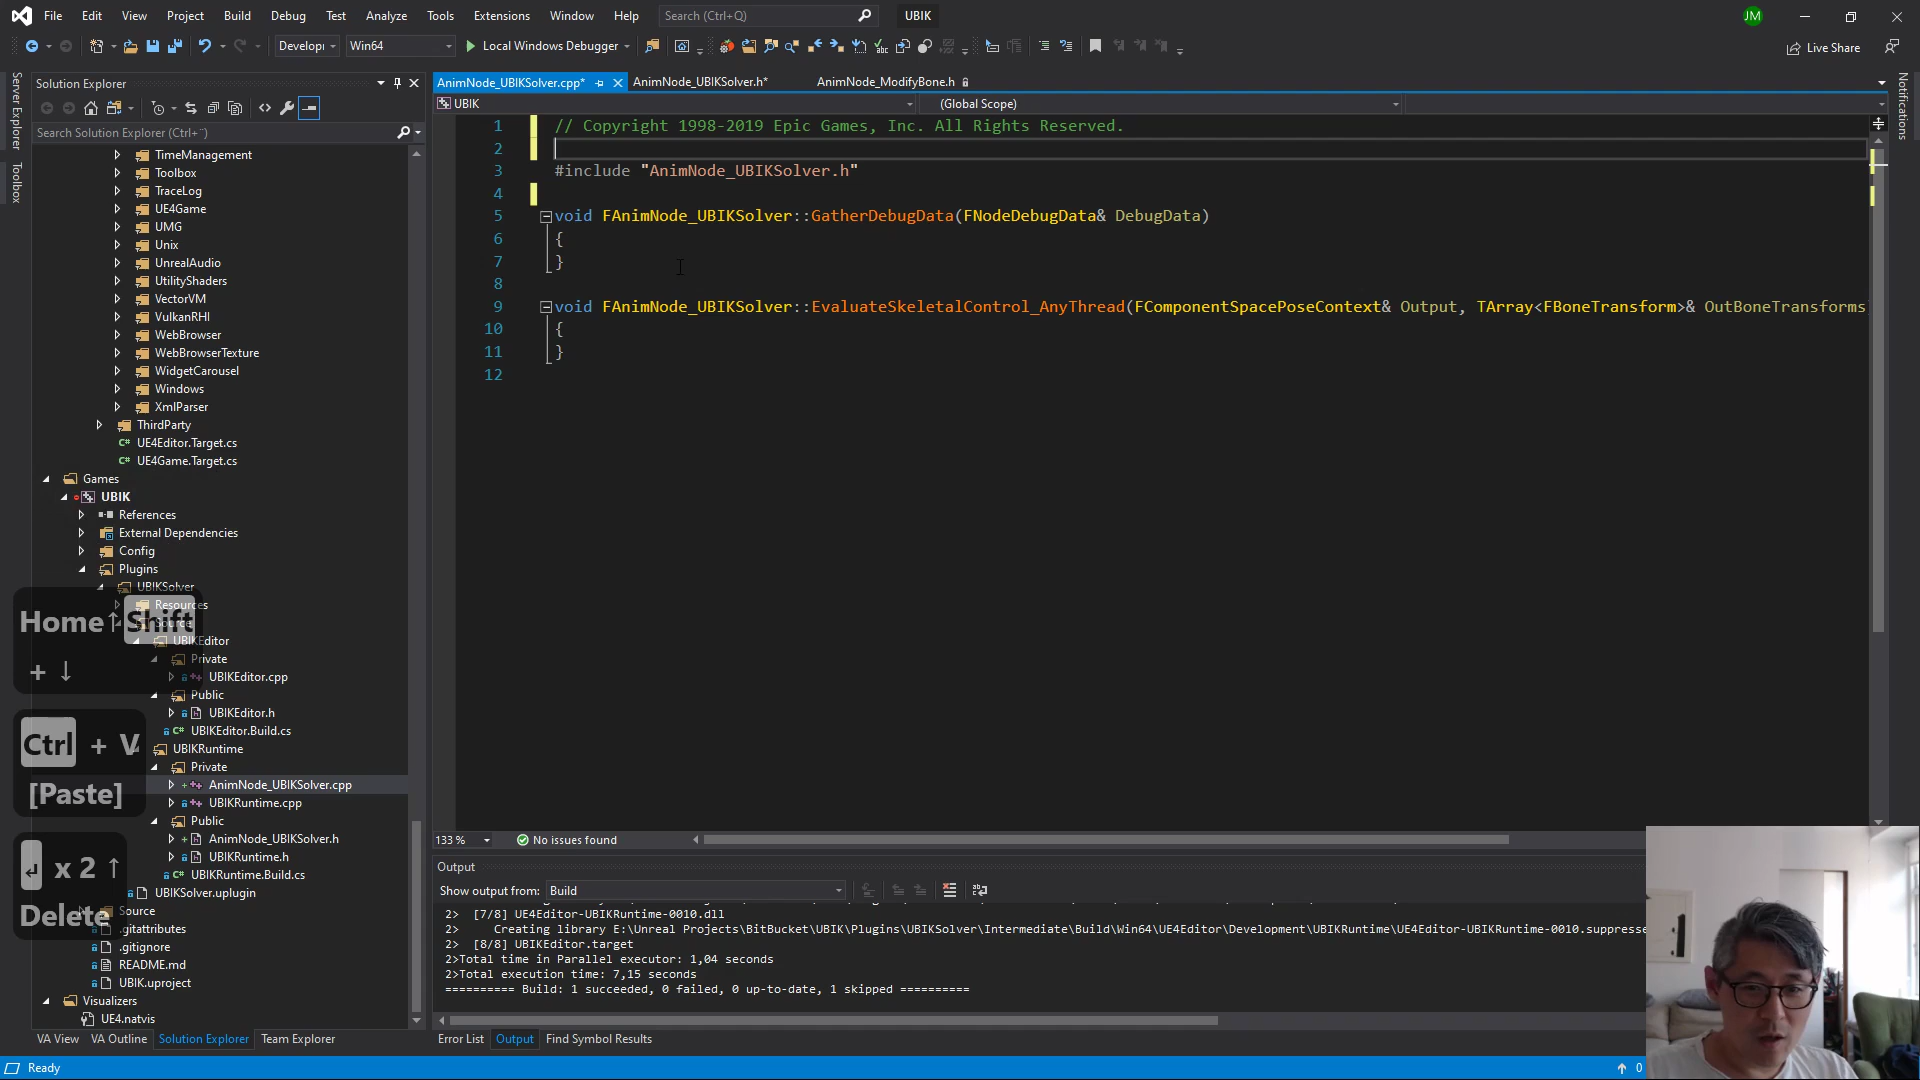 File Edit View Project Build Debug Test Analyze Tools Extensions Window Help Search (Ctrl+Q) UBIK JM
Develop Win64 Local Windows Debugger Live Share
Server Explorer
Toolbox
Notifications
Solution Explorer
Search Solution Explorer (Ctrl+¨)
TimeManagement
Toolbox
TraceLog
UE4Game
UMG
Unix
UnrealAudio
UtilityShaders
VectorVM
VulkanRHI
WebBrowser
WebBrowserTexture
WidgetCarousel
Windows
XmlParser
ThirdParty
UE4Editor.Target.cs
UE4Game.Target.cs
Games
UBIK
References
External Dependencies
Config
Plugins
UBIKSolver
Resources
Source
UBIKEditor
Private
UBIKEditor.cpp
Public
UBIKEditor.h
UBIKEditor.Build.cs
UBIKRuntime
Private
AnimNode_UBIKSolver.cpp
UBIKRuntime.cpp
Public
AnimNode_UBIKSolver.h
UBIKRuntime.h
UBIKRuntime.Build.cs
UBIKSolver.uplugin
Source
.gitattributes
.gitignore
README.md
UBIK.uproject
Visualizers
UE4.natvis
VA View VA Outline Solution Explorer Team Explorer
Home↑ Shift
+ ↓
Ctrl + V
[Paste]
↵ x 2 ↑
Delete
AnimNode_UBIKSolver.cpp* AnimNode_UBIKSolver.h* AnimNode_ModifyBone.h
UBIK (Global Scope)
1 // Copyright 1998-2019 Epic Games, Inc. All Rights Reserved.
2
3 #include "AnimNode_UBIKSolver.h"
4
5 void FAnimNode_UBIKSolver::GatherDebugData(FNodeDebugData& DebugData)
6 {
7 }
8
9 void FAnimNode_UBIKSolver::EvaluateSkeletalControl_AnyThread(FComponentSpacePoseContext& Output, TArray<FBoneTransform>& OutBoneTransforms
10 {
11 }
12
133 % No issues found
Output
Show output from: Build
2> [7/8] UE4Editor-UBIKRuntime-0010.dll
2> Creating library E:\Unreal Projects\BitBucket\UBIK\Plugins\UBIKSolver\Intermediate\Build\Win64\UE4Editor\Development\UBIKRuntime\UE4Editor-UBIKRuntime-0010.suppresse
2> [8/8] UBIKEditor.target
2>Total time in Parallel executor: 1,04 seconds
2>Total execution time: 7,15 seconds
========== Build: 1 succeeded, 0 failed, 0 up-to-date, 1 skipped ==========
Error List Output Find Symbol Results
Ready ↑ 0